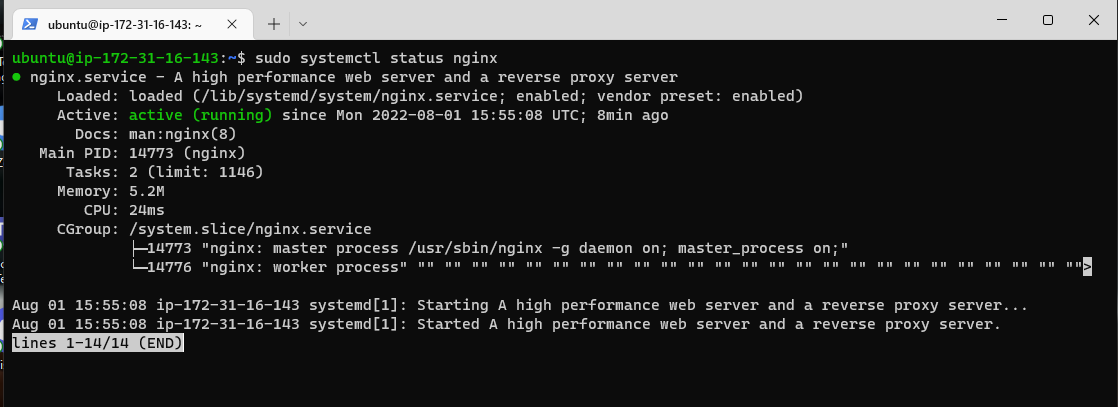 ubuntu@ip-172-31-16-143: ~
ubuntu@ip-172-31-16-143:~$ sudo systemctl status nginx
● nginx.service - A high performance web server and a reverse proxy server
     Loaded: loaded (/lib/systemd/system/nginx.service; enabled; vendor preset: enabled)
     Active: active (running) since Mon 2022-08-01 15:55:08 UTC; 8min ago
       Docs: man:nginx(8)
   Main PID: 14773 (nginx)
      Tasks: 2 (limit: 1146)
     Memory: 5.2M
        CPU: 24ms
     CGroup: /system.slice/nginx.service
             ├─14773 "nginx: master process /usr/sbin/nginx -g daemon on; master_process on;"
             └─14776 "nginx: worker process" "" "" "" "" "" "" "" "" "" "" "" "" "" "" "" "" "" "" "" "" "" "" "" "" "">
Aug 01 15:55:08 ip-172-31-16-143 systemd[1]: Starting A high performance web server and a reverse proxy server...
Aug 01 15:55:08 ip-172-31-16-143 systemd[1]: Started A high performance web server and a reverse proxy server.
lines 1-14/14 (END)